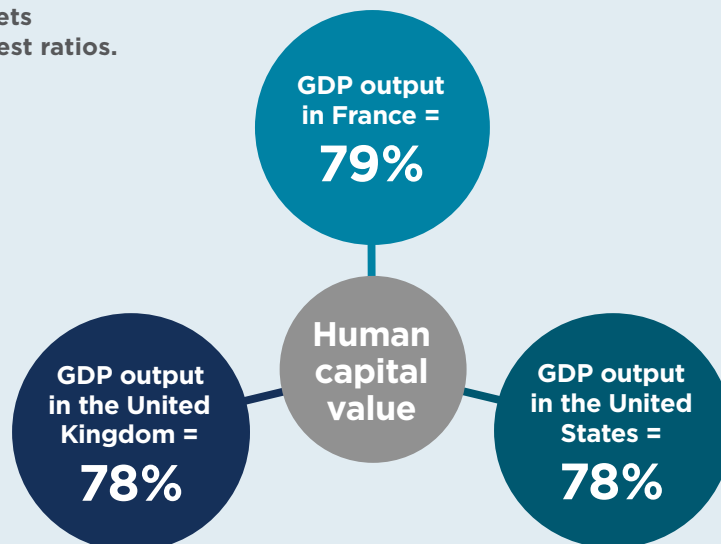 est ratios.
GDP output
in France =
79%
Human
capital
value
GDP output
in the United
Kingdom =
78%
GDP output
in the United
States =
78%